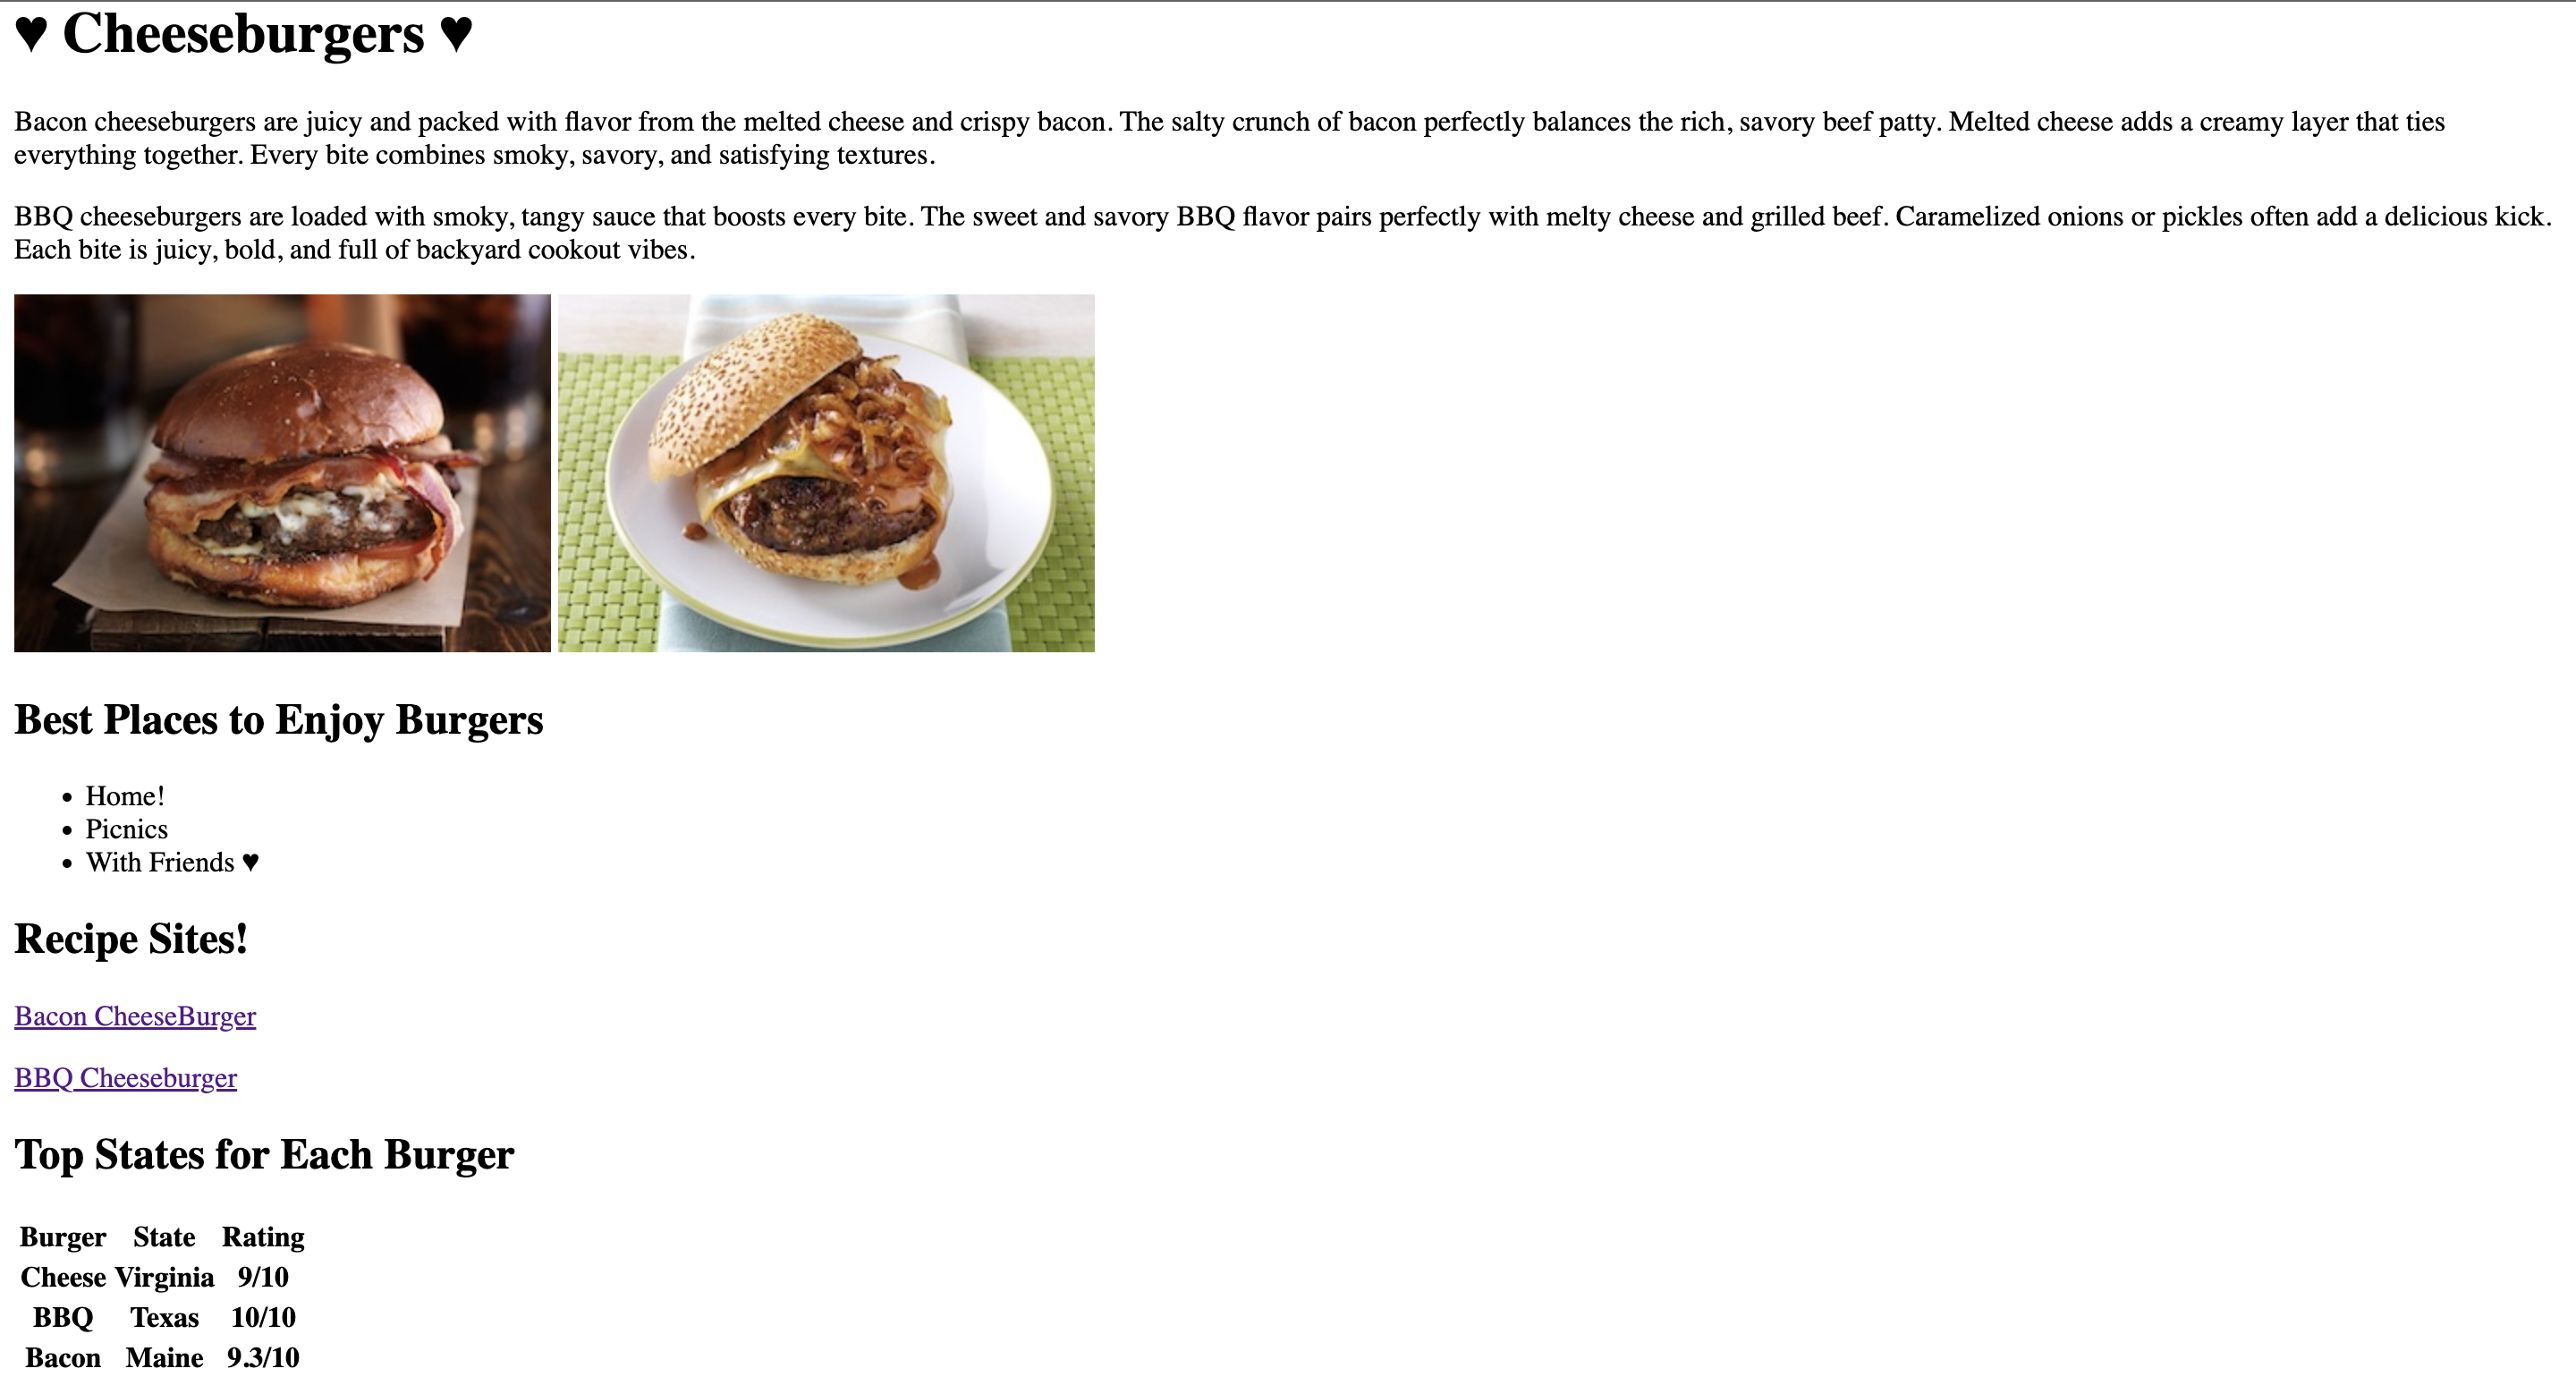 ♥ Cheeseburgers ♥
Bacon cheeseburgers are juicy and packed with flavor from the melted cheese and crispy bacon. The salty crunch of bacon perfectly balances the rich, savory beef patty. Melted cheese adds a creamy layer that ties
everything together. Every bite combines smoky, savory, and satisfying textures.
BBQ cheeseburgers are loaded with smoky, tangy sauce that boosts every bite. The sweet and savory BBQ flavor pairs perfectly with melty cheese and grilled beef. Caramelized onions or pickles often add a delicious kick.
Each bite is juicy, bold, and full of backyard cookout vibes.
Best Places to Enjoy Burgers
• Home!
• Picnics
• With Friends ♥
Recipe Sites!
Bacon CheeseBurger
BBQ Cheeseburger
Top States for Each Burger
Burger State Rating
Cheese Virginia 9/10
BBQ Texas 10/10
Bacon Maine 9.3/10